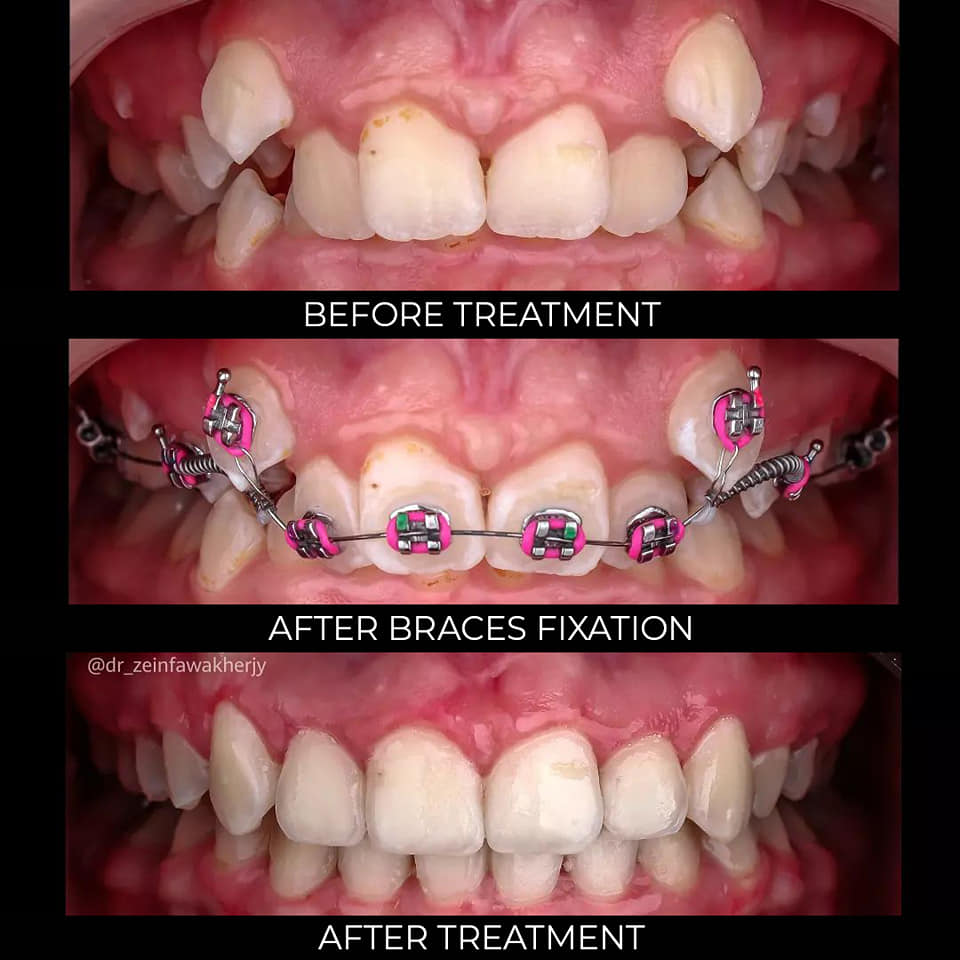 BEFORE TREATMENT
AFTER BRACES FIXATION
@dr_zeinfawakherjy
AFTER TREATMENT